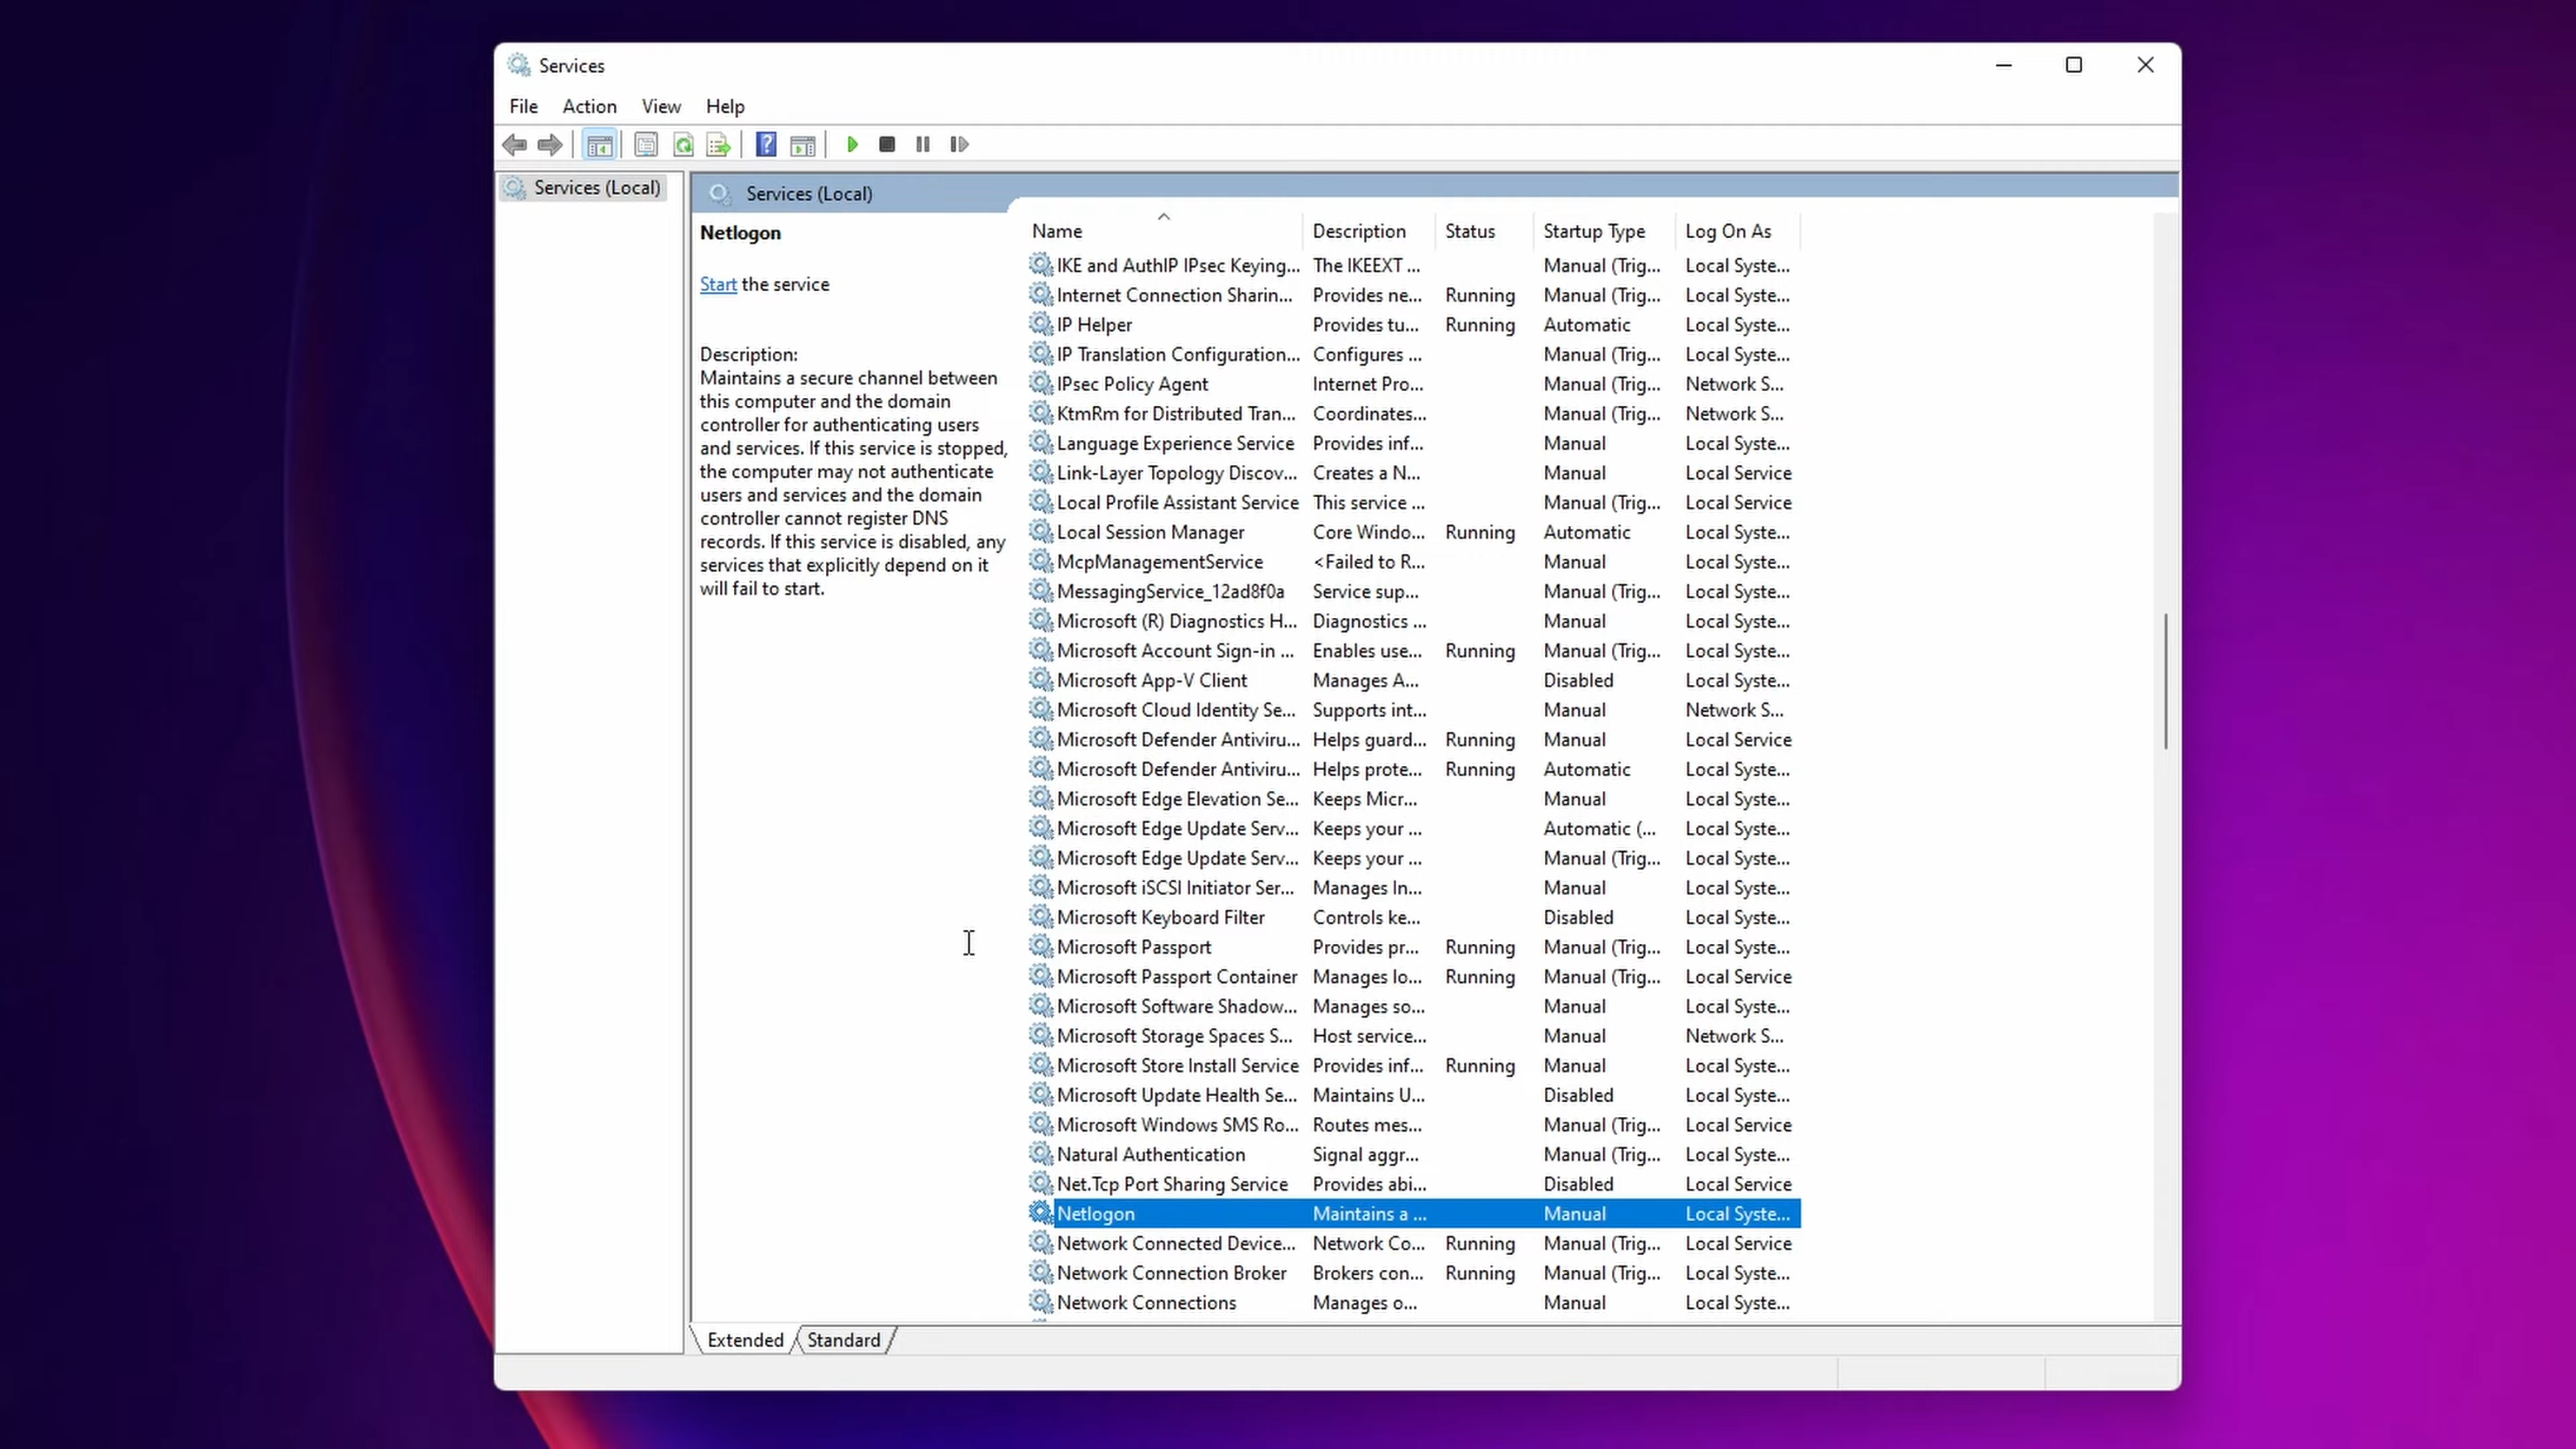 Services
File Action View Help
Services (Local)
Services (Local)
Netlogon
Start the service
Description:
Maintains a secure channel between
this computer and the domain
controller for authenticating users
and services. If this service is stopped,
the computer may not authenticate
users and services and the domain
controller cannot register DNS
records. If this service is disabled, any
services that explicitly depend on it
will fail to start.
Name Description Status Startup Type Log On As
IKE and AuthIP IPsec Keying... The IKEEXT ... Manual (Trig... Local Syste...
Internet Connection Sharin... Provides ne... Running Manual (Trig... Local Syste...
IP Helper Provides tu... Running Automatic Local Syste...
IP Translation Configuration... Configures ... Manual (Trig... Local Syste...
IPsec Policy Agent Internet Pro... Manual (Trig... Network S...
KtmRm for Distributed Tran... Coordinates... Manual (Trig... Network S...
Language Experience Service Provides inf... Manual Local Syste...
Link-Layer Topology Discov... Creates a N... Manual Local Service
Local Profile Assistant Service This service ... Manual (Trig... Local Service
Local Session Manager Core Windo... Running Automatic Local Syste...
McpManagementService <Failed to R... Manual Local Syste...
MessagingService_12ad8f0a Service sup... Manual (Trig... Local Syste...
Microsoft (R) Diagnostics H... Diagnostics ... Manual Local Syste...
Microsoft Account Sign-in ... Enables use... Running Manual (Trig... Local Syste...
Microsoft App-V Client Manages A... Disabled Local Syste...
Microsoft Cloud Identity Se... Supports int... Manual Network S...
Microsoft Defender Antiviru... Helps guard... Running Manual Local Service
Microsoft Defender Antiviru... Helps prote... Running Automatic Local Syste...
Microsoft Edge Elevation Se... Keeps Micr... Manual Local Syste...
Microsoft Edge Update Serv... Keeps your ... Automatic (... Local Syste...
Microsoft Edge Update Serv... Keeps your ... Manual (Trig... Local Syste...
Microsoft iSCSI Initiator Ser... Manages In... Manual Local Syste...
Microsoft Keyboard Filter Controls ke... Disabled Local Syste...
Microsoft Passport Provides pr... Running Manual (Trig... Local Syste...
Microsoft Passport Container Manages lo... Running Manual (Trig... Local Service
Microsoft Software Shadow... Manages so... Manual Local Syste...
Microsoft Storage Spaces S... Host service... Manual Network S...
Microsoft Store Install Service Provides inf... Running Manual Local Syste...
Microsoft Update Health Se... Maintains U... Disabled Local Syste...
Microsoft Windows SMS Ro... Routes mes... Manual (Trig... Local Service
Natural Authentication Signal aggr... Manual (Trig... Local Syste...
Net.Tcp Port Sharing Service Provides abi... Disabled Local Service
Netlogon Maintains a ... Manual Local Syste...
Network Connected Device... Network Co... Running Manual (Trig... Local Service
Network Connection Broker Brokers con... Running Manual (Trig... Local Syste...
Network Connections Manages o... Manual Local Syste...
Extended Standard